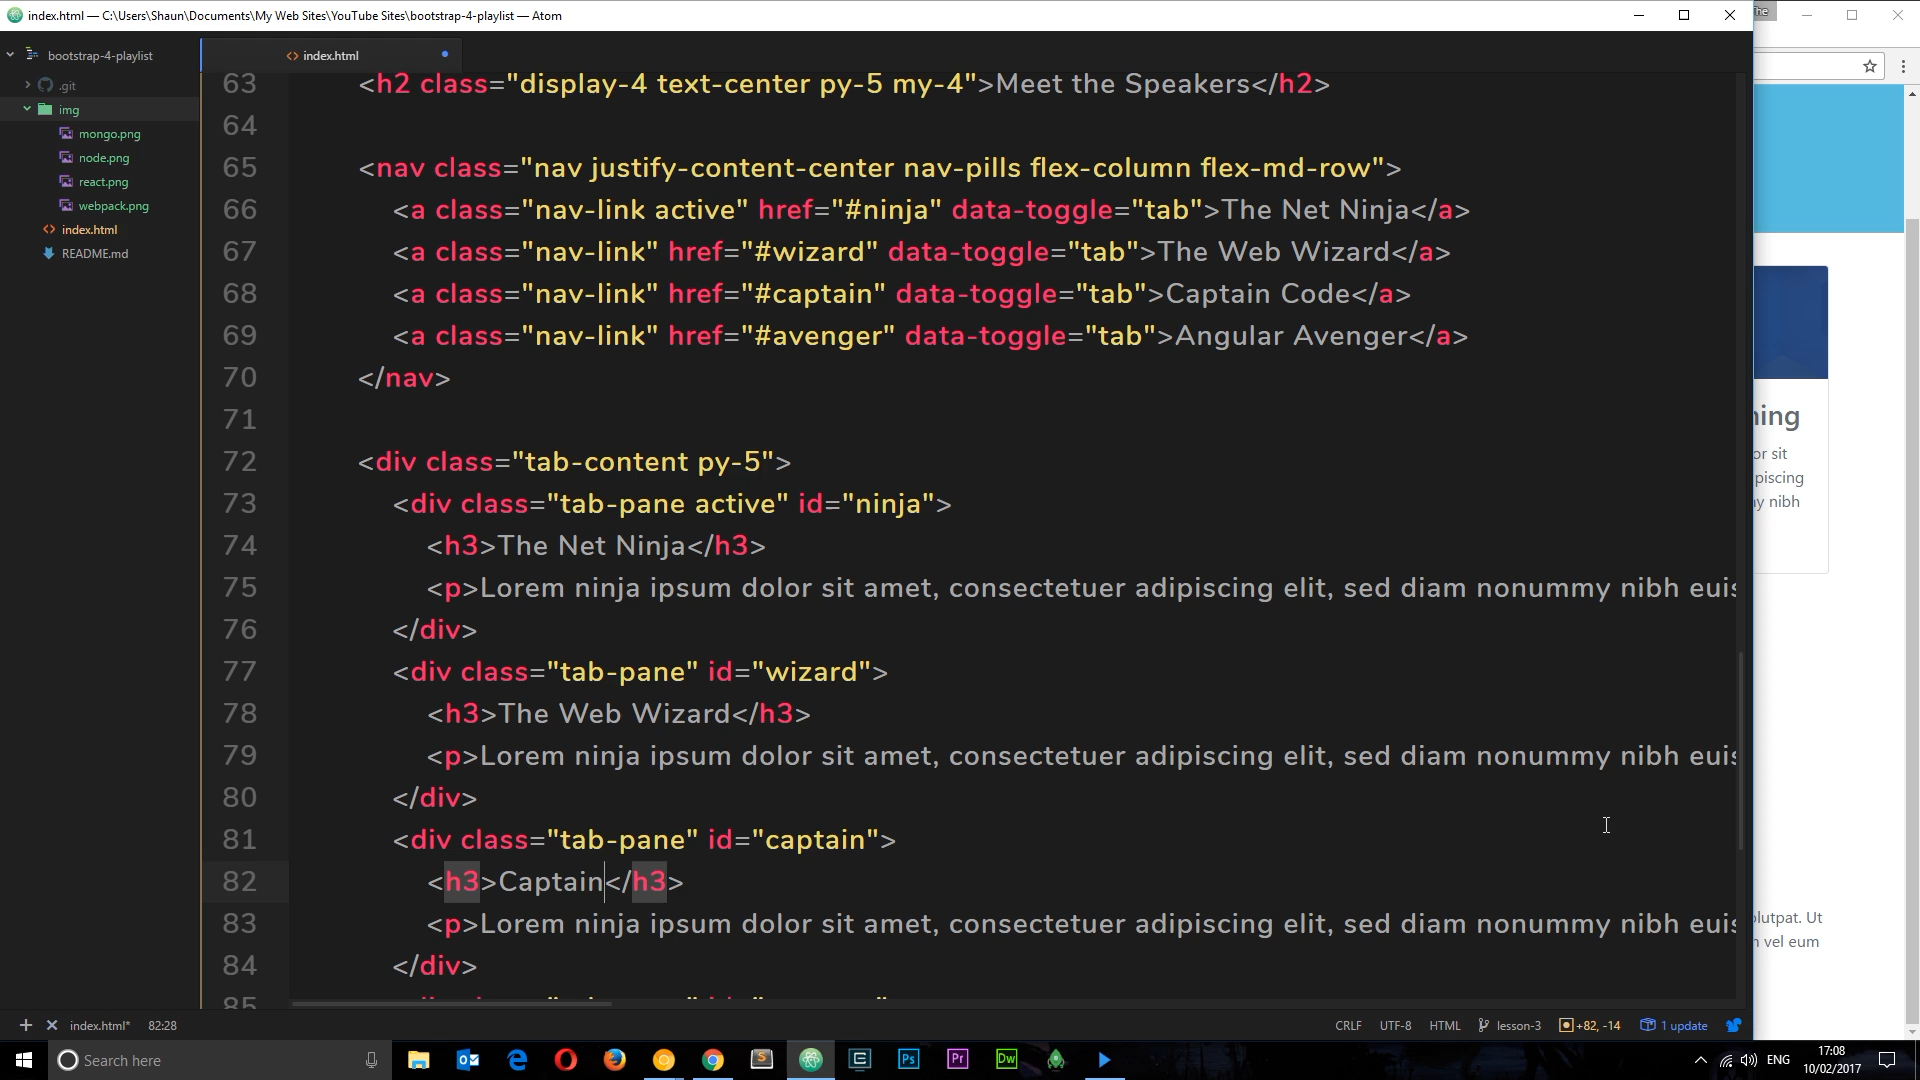 index.html — C:\Users\Shaun\Documents\My Web Sites\YouTube Sites\bootstrap-4-playlist — Atom
bootstrap-4-playlist
.git
img
mongo.png
node.png
react.png
webpack.png
index.html
README.md
index.html
63 <h2 class="display-4 text-center py-5 my-4">Meet the Speakers</h2>
64
65 <nav class="nav justify-content-center nav-pills flex-column flex-md-row">
66 <a class="nav-link active" href="#ninja" data-toggle="tab">The Net Ninja</a>
67 <a class="nav-link" href="#wizard" data-toggle="tab">The Web Wizard</a>
68 <a class="nav-link" href="#captain" data-toggle="tab">Captain Code</a>
69 <a class="nav-link" href="#avenger" data-toggle="tab">Angular Avenger</a>
70 </nav>
71
72 <div class="tab-content py-5">
73 <div class="tab-pane active" id="ninja">
74 <h3>The Net Ninja</h3>
75 <p>Lorem ninja ipsum dolor sit amet, consectetuer adipiscing elit, sed diam nonummy nibh euis
76 </div>
77 <div class="tab-pane" id="wizard">
78 <h3>The Web Wizard</h3>
79 <p>Lorem ninja ipsum dolor sit amet, consectetuer adipiscing elit, sed diam nonummy nibh euis
80 </div>
81 <div class="tab-pane" id="captain">
82 <h3>Captain</h3>
83 <p>Lorem ninja ipsum dolor sit amet, consectetuer adipiscing elit, sed diam nonummy nibh euis
84 </div>
85
ning
or sit
piscing
y nibh
olutpat. Ut
vel eum
index.html* 82:28
CRLF UTF-8 HTML lesson-3 +82, -14 1 update
Search here
ENG
17:08
10/02/2017